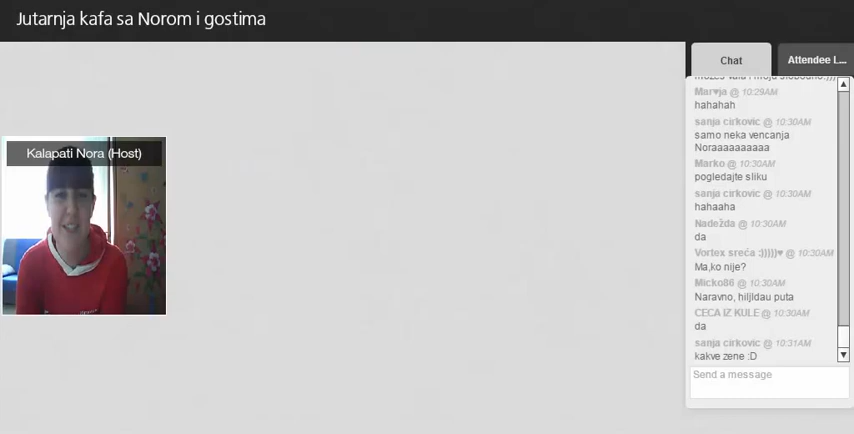 Jutarnja kafa sa Norom i gostima
Kalapati Nora (Host)
Chat
Attendee L...
Mar♥ja @ 10:29AM
hahahah
sanja cirkovic @ 10:30AM
samo neka vencanja
Noraaaaaaaaaa
Marko @ 10:30AM
pogledajte sliku
sanja cirkovic @ 10:30AM
hahaaha
Nadežda @ 10:30AM
da
Vortex sreća :)))))♥ @ 10:30AM
Ma,ko nije?
Micko86 @ 10:30AM
Naravno, hiljldau puta
CECA IZ KULE @ 10:30AM
da
sanja cirkovic @ 10:31AM
kakve zene :D
Send a message